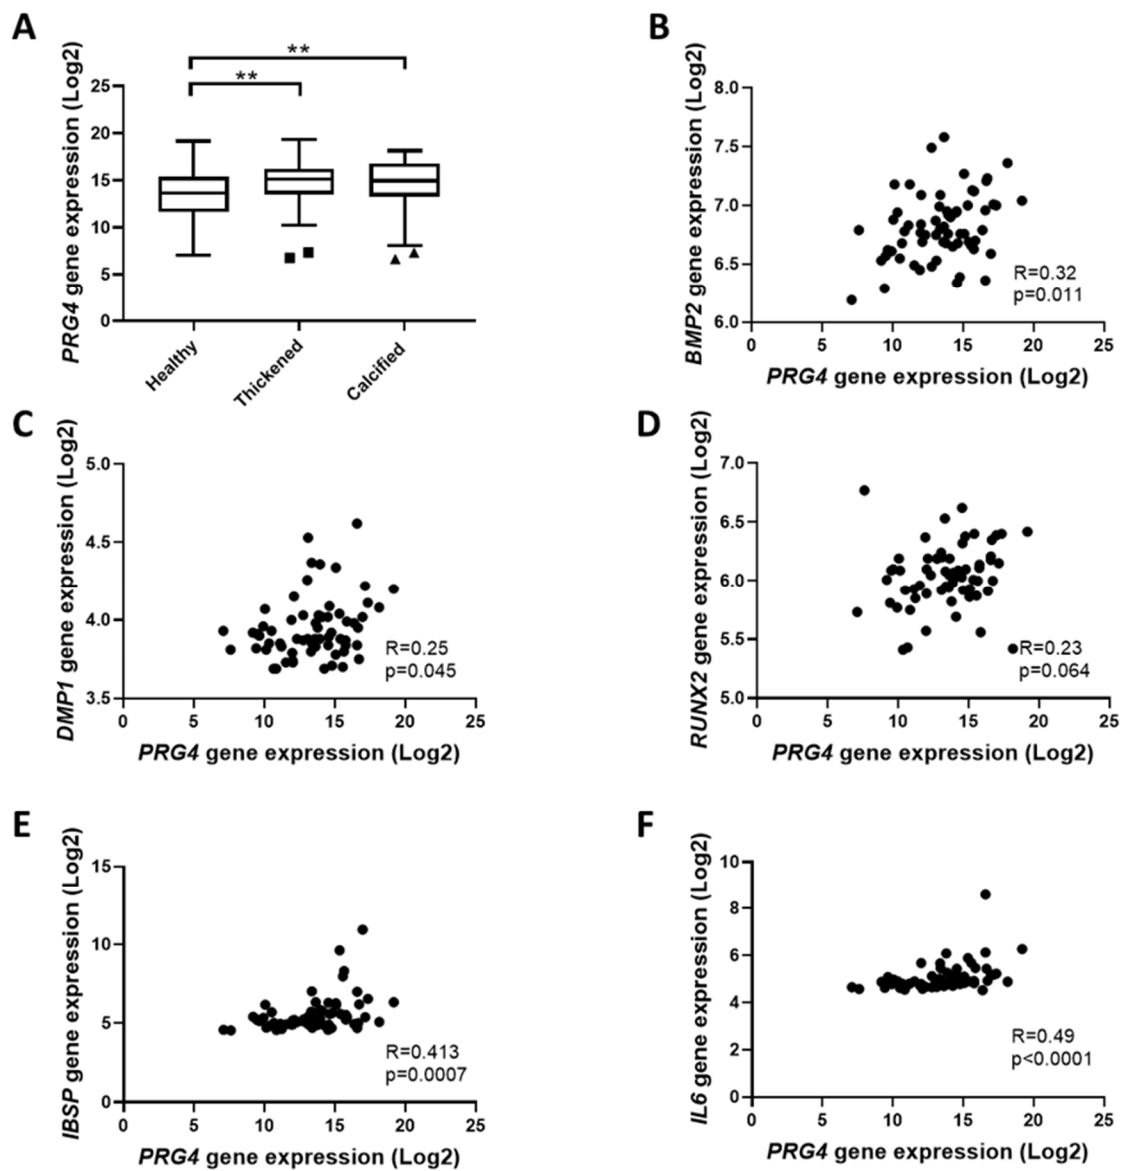 A
PRG4 gene expression (Log2)
25
20
15
10
5
0
**
**
Healthy
Thickened
Calcified
B
BMP2 gene expression (Log2)
8.0
7.5
7.0
6.5
6.0
R=0.32
p=0.011
0 5 10 15 20 25
PRG4 gene expression (Log2)
C
DMP1 gene expression (Log2)
5.0
4.5
4.0
3.5
R=0.25
p=0.045
0 5 10 15 20 25
PRG4 gene expression (Log2)
D
RUNX2 gene expression (Log2)
7.0
6.5
6.0
5.5
5.0
R=0.23
p=0.064
0 5 10 15 20 25
PRG4 gene expression (Log2)
E
IBSP gene expression (Log2)
15
10
5
0
R=0.413
p=0.0007
0 5 10 15 20 25
PRG4 gene expression (Log2)
F
IL6 gene expression (Log2)
10
8
6
4
2
0
R=0.49
p<0.0001
0 5 10 15 20 25
PRG4 gene expression (Log2)